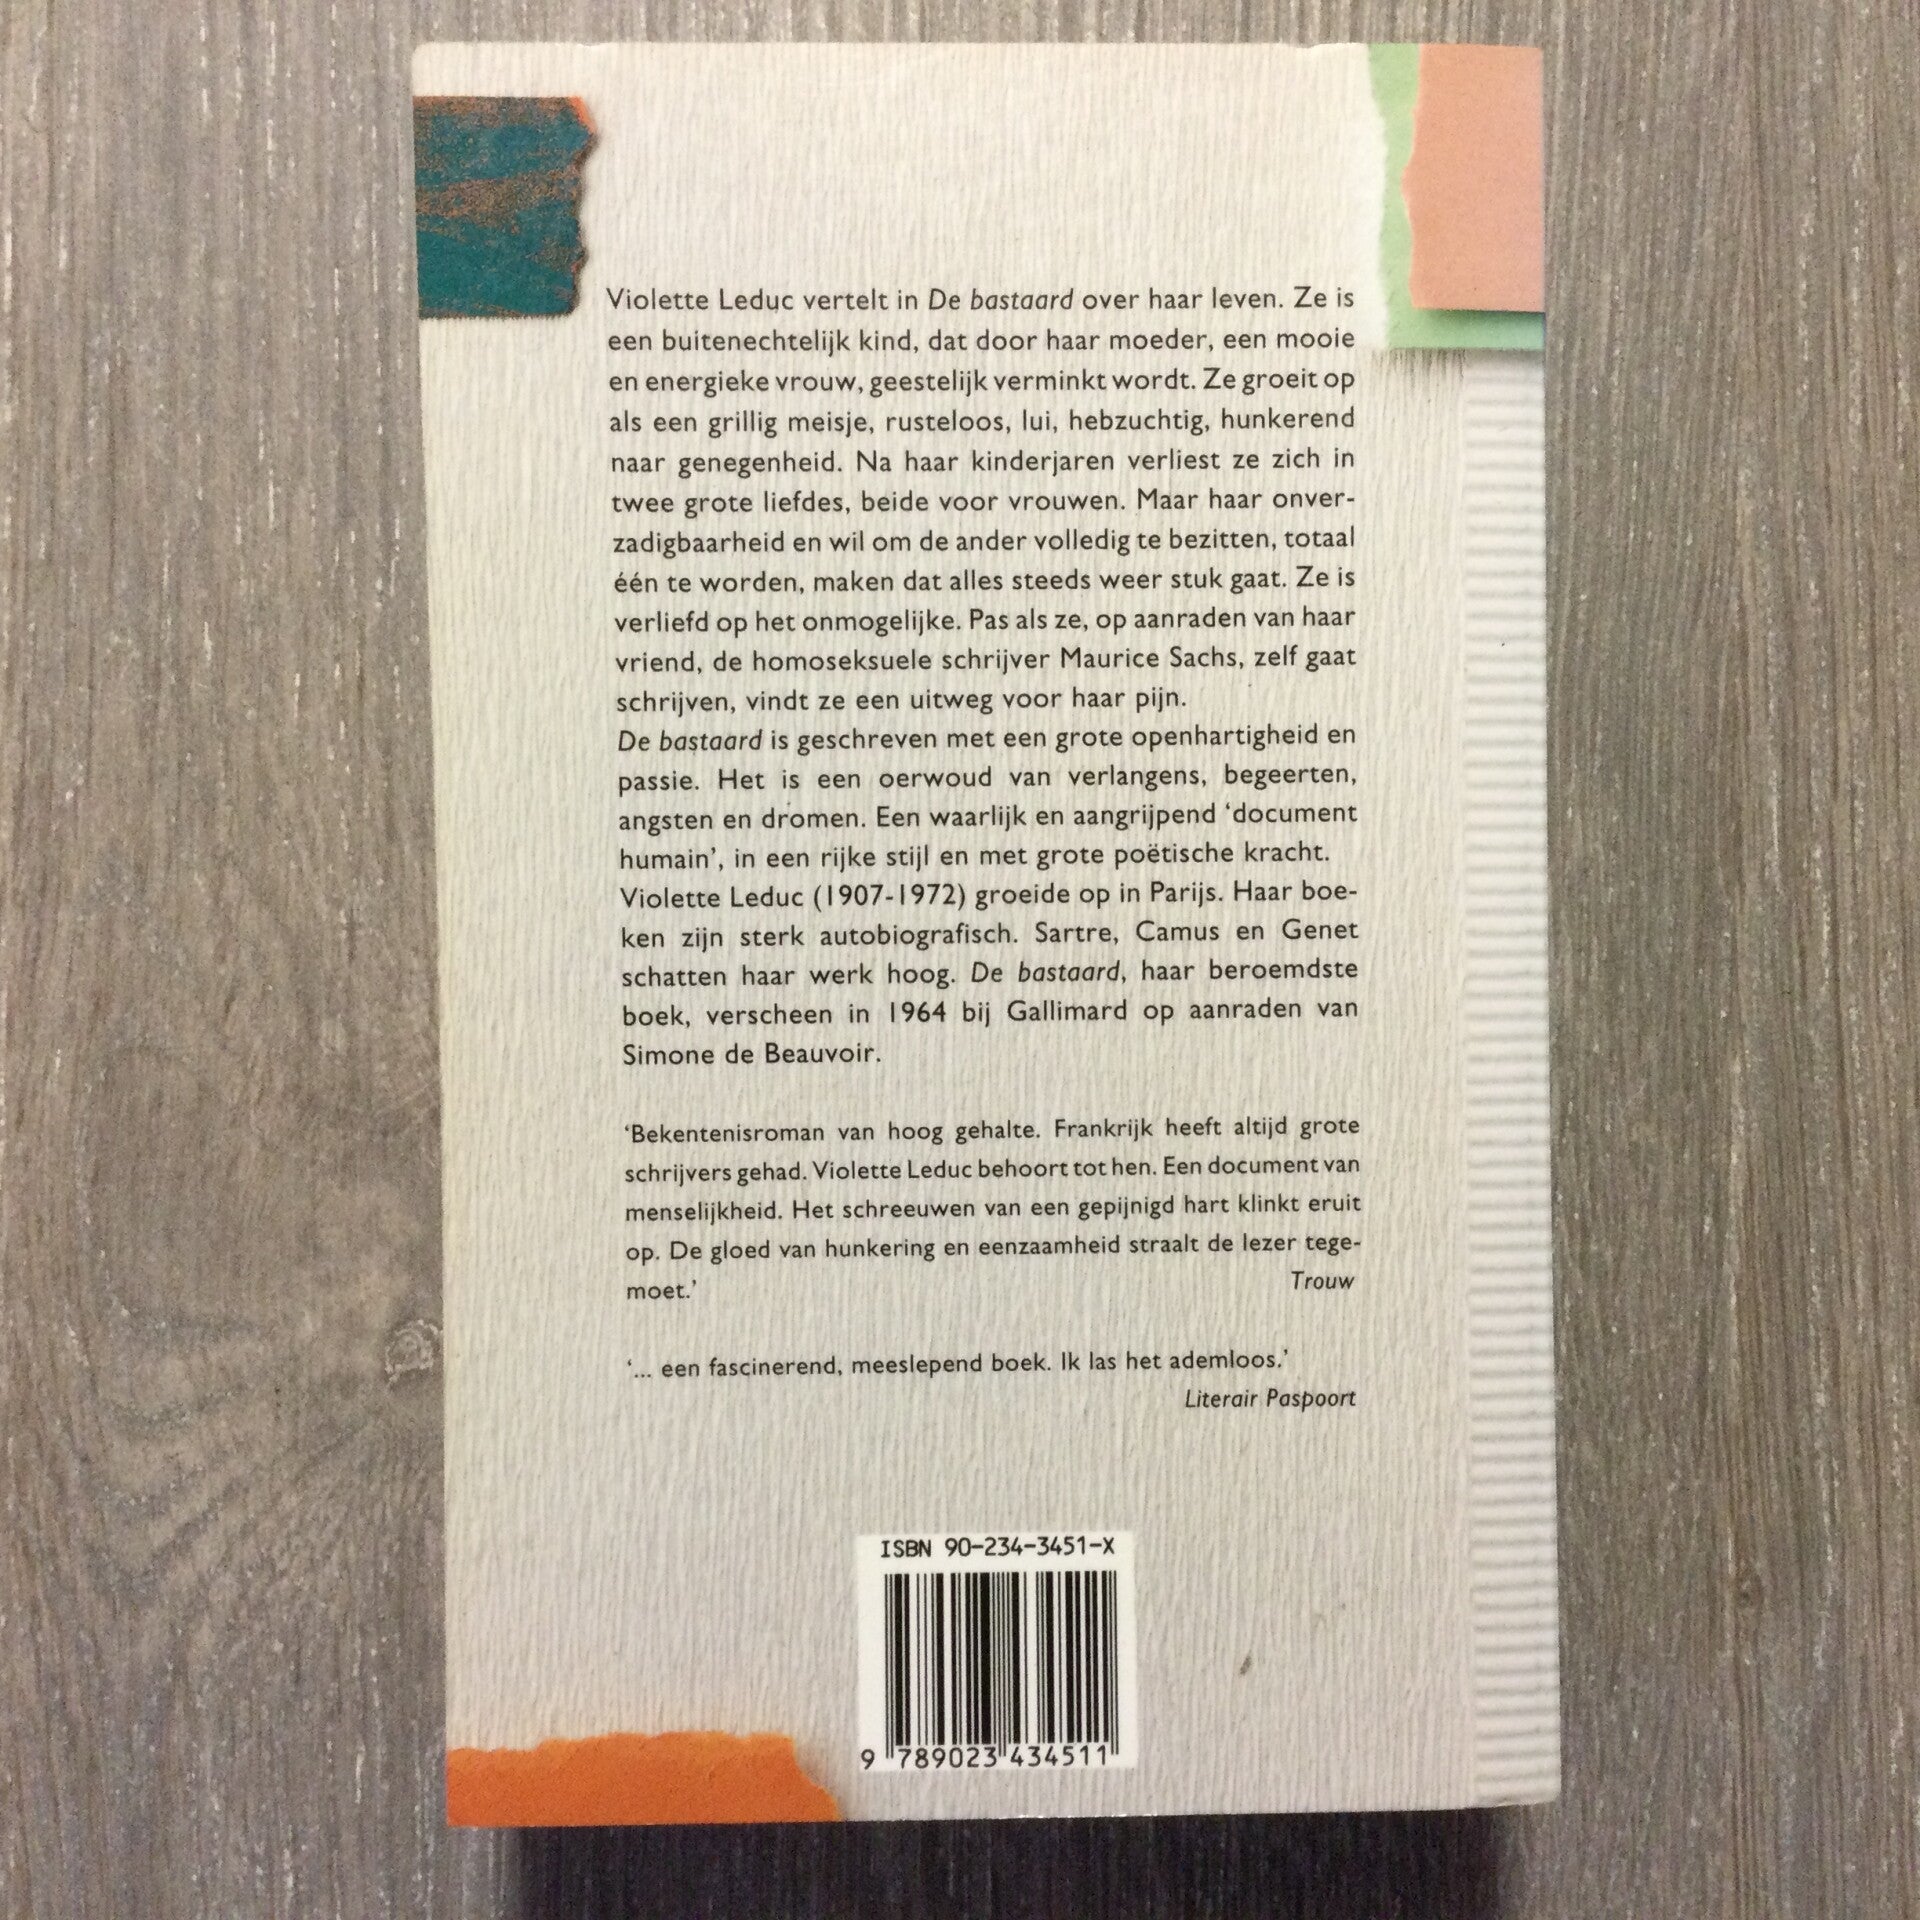 Violette Leduc vertelt in De bastaard over haar leven. Ze is
een buitenechtelijk kind, dat door haar moeder, een mooie
en energieke vrouw, geestelijk verminkt wordt. Ze groeit op
als een grillig meisje, rusteloos, lui, hebzuchtig, hunkerend
naar genegenheid. Na haar kinderjaren verliest ze zich in
twee grote liefdes, beide voor vrouwen. Maar haar onver-
zadigbaarheid en wil om de ander volledig te bezitten, totaal
één te worden, maken dat alles steeds weer stuk gaat. Ze is
verliefd op het onmogelijke. Pas als ze, op aanraden van haar
vriend, de homoseksuele schrijver Maurice Sachs, zelf gaat
schrijven, vindt ze een uitweg voor haar pijn.
De bastaard is geschreven met een grote openhartigheid en
passie. Het is een oerwoud van verlangens, begeerten,
angsten en dromen. Een waarlijk en aangrijpend ‘document
humain’, in een rijke stijl en met grote poëtische kracht.
Violette Leduc (1907-1972) groeide op in Parijs. Haar boe-
ken zijn sterk autobiografisch. Sartre, Camus en Genet
schatten haar werk hoog. De bastaard, haar beroemdste
boek, verscheen in 1964 bij Gallimard op aanraden van
Simone de Beauvoir.
‘Bekentenisroman van hoog gehalte. Frankrijk heeft altijd grote
schrijvers gehad. Violette Leduc behoort tot hen. Een document van
menselijkheid. Het schreeuwen van een gepijnigd hart klinkt eruit
op. De gloed van hunkering en eenzaamheid straalt de lezer tege-
moet.’ Trouw
‘... een fascinerend, meeslepend boek. Ik las het ademloos.’
Literair Paspoort
ISBN 90-234-3451-X
9 789023 434511